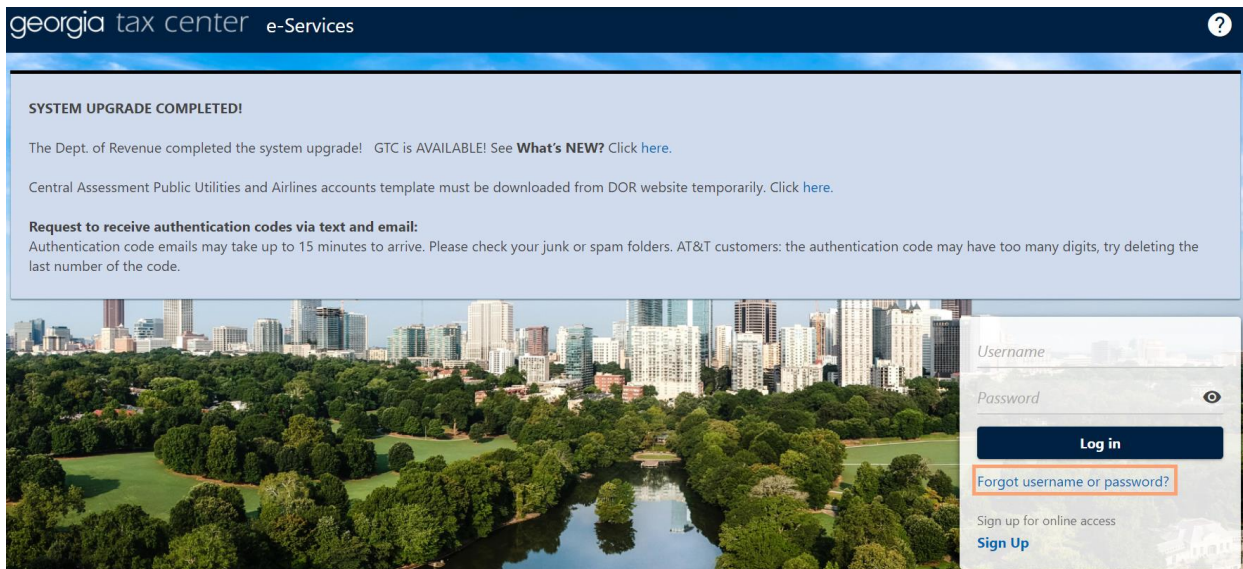 georgia tax center e-Services
?
SYSTEM UPGRADE COMPLETED!
The Dept. of Revenue completed the system upgrade! GTC is AVAILABLE! See What's NEW? Click here.
Central Assessment Public Utilities and Airlines accounts template must be downloaded from DOR website temporarily. Click here.
Request to receive authentication codes via text and email:
Authentication code emails may take up to 15 minutes to arrive. Please check your junk or spam folders. AT&T customers: the authentication code may have too many digits, try deleting the
last number of the code.
Username
Password
Log in
Forgot username or password?
Sign up for online access
Sign Up